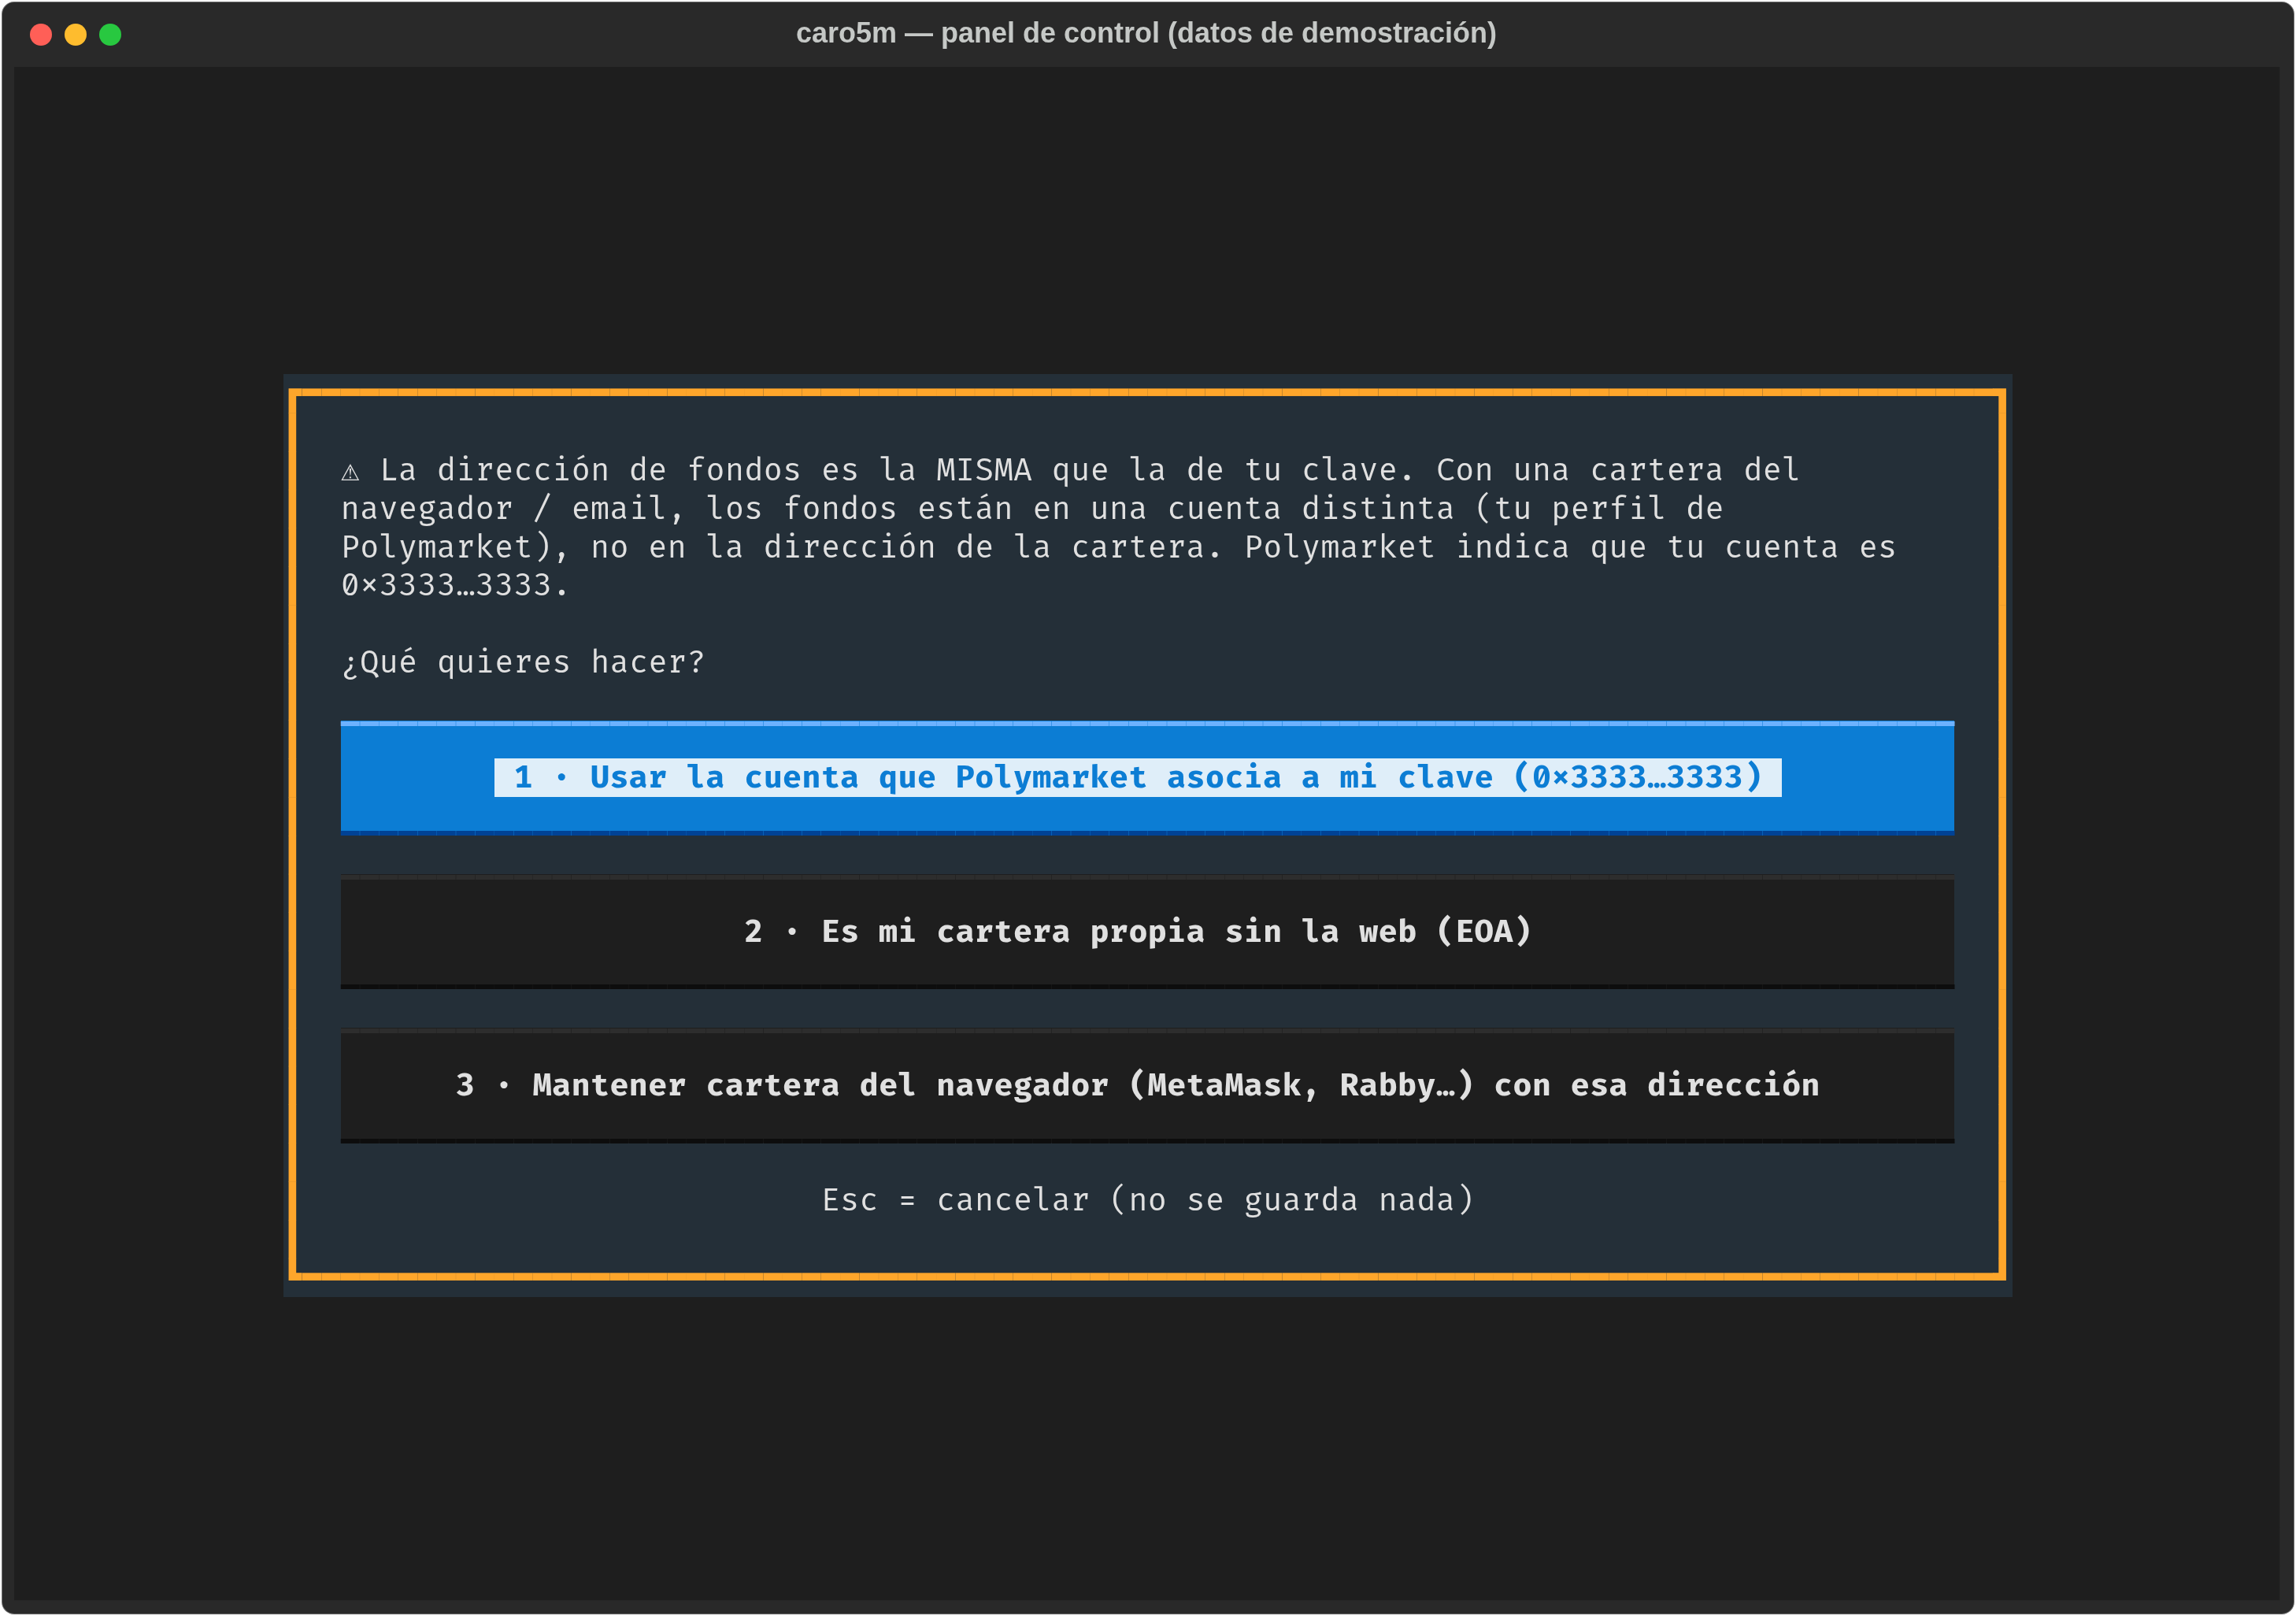 caro5m — panel de control (datos de demostración)
⚠ La dirección de fondos es la MISMA que la de tu clave. Con una cartera del
navegador / email, los fondos están en una cuenta distinta (tu perfil de
Polymarket), no en la dirección de la cartera. Polymarket indica que tu cuenta es
0×3333…3333.
¿Qué quieres hacer?
1 · Usar la cuenta que Polymarket asocia a mi clave (0×3333…3333)
2 · Es mi cartera propia sin la web (EOA)
3 · Mantener cartera del navegador (MetaMask, Rabby…) con esa dirección
Esc = cancelar (no se guarda nada)